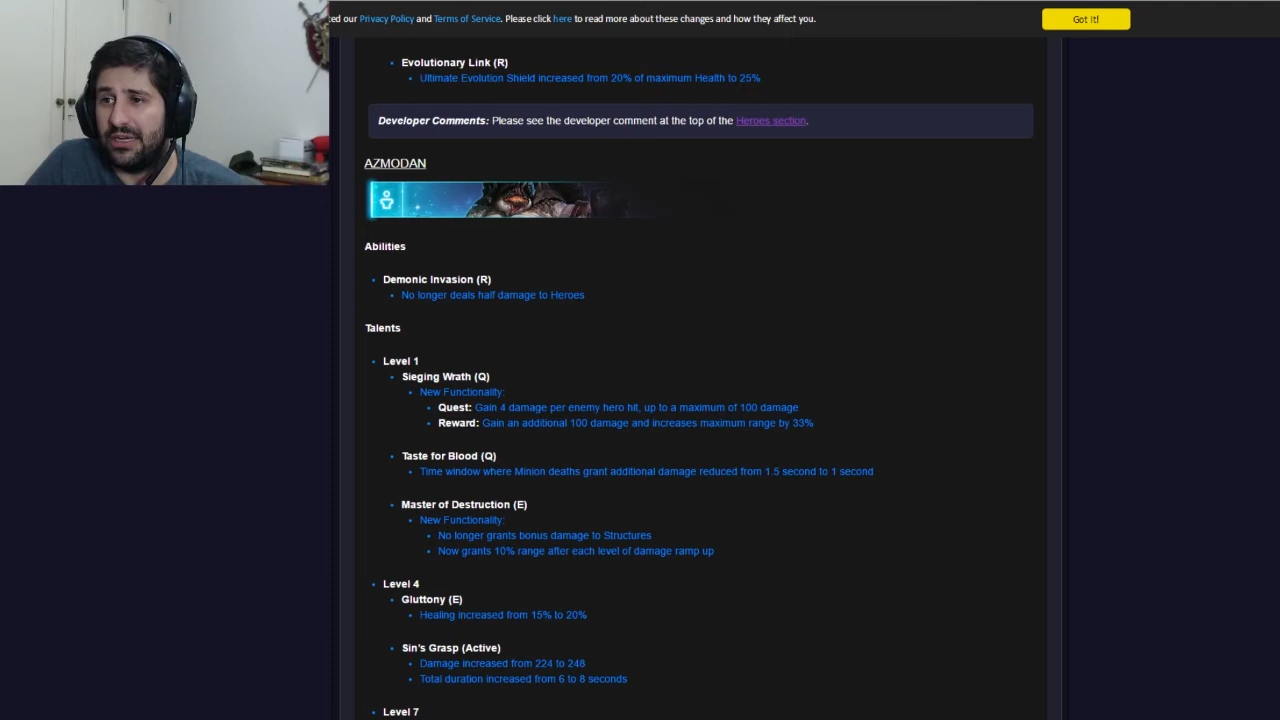 ted our Privacy Policy and Terms of Service. Please click here to read more about these changes and how they affect you.
Got it!
Evolutionary Link (R)
Ultimate Evolution Shield increased from 20% of maximum Health to 25%
Developer Comments: Please see the developer comment at the top of the Heroes section.
AZMODAN
Abilities
Demonic Invasion (R)
No longer deals half damage to Heroes
Talents
Level 1
Sieging Wrath (Q)
New Functionality:
Quest: Gain 4 damage per enemy hero hit, up to a maximum of 100 damage
Reward: Gain an additional 100 damage and increases maximum range by 33%
Taste for Blood (Q)
Time window where Minion deaths grant additional damage reduced from 1.5 second to 1 second
Master of Destruction (E)
New Functionality:
No longer grants bonus damage to Structures
Now grants 10% range after each level of damage ramp up
Level 4
Gluttony (E)
Healing increased from 15% to 20%
Sin's Grasp (Active)
Damage increased from 224 to 248
Total duration increased from 6 to 8 seconds
Level 7